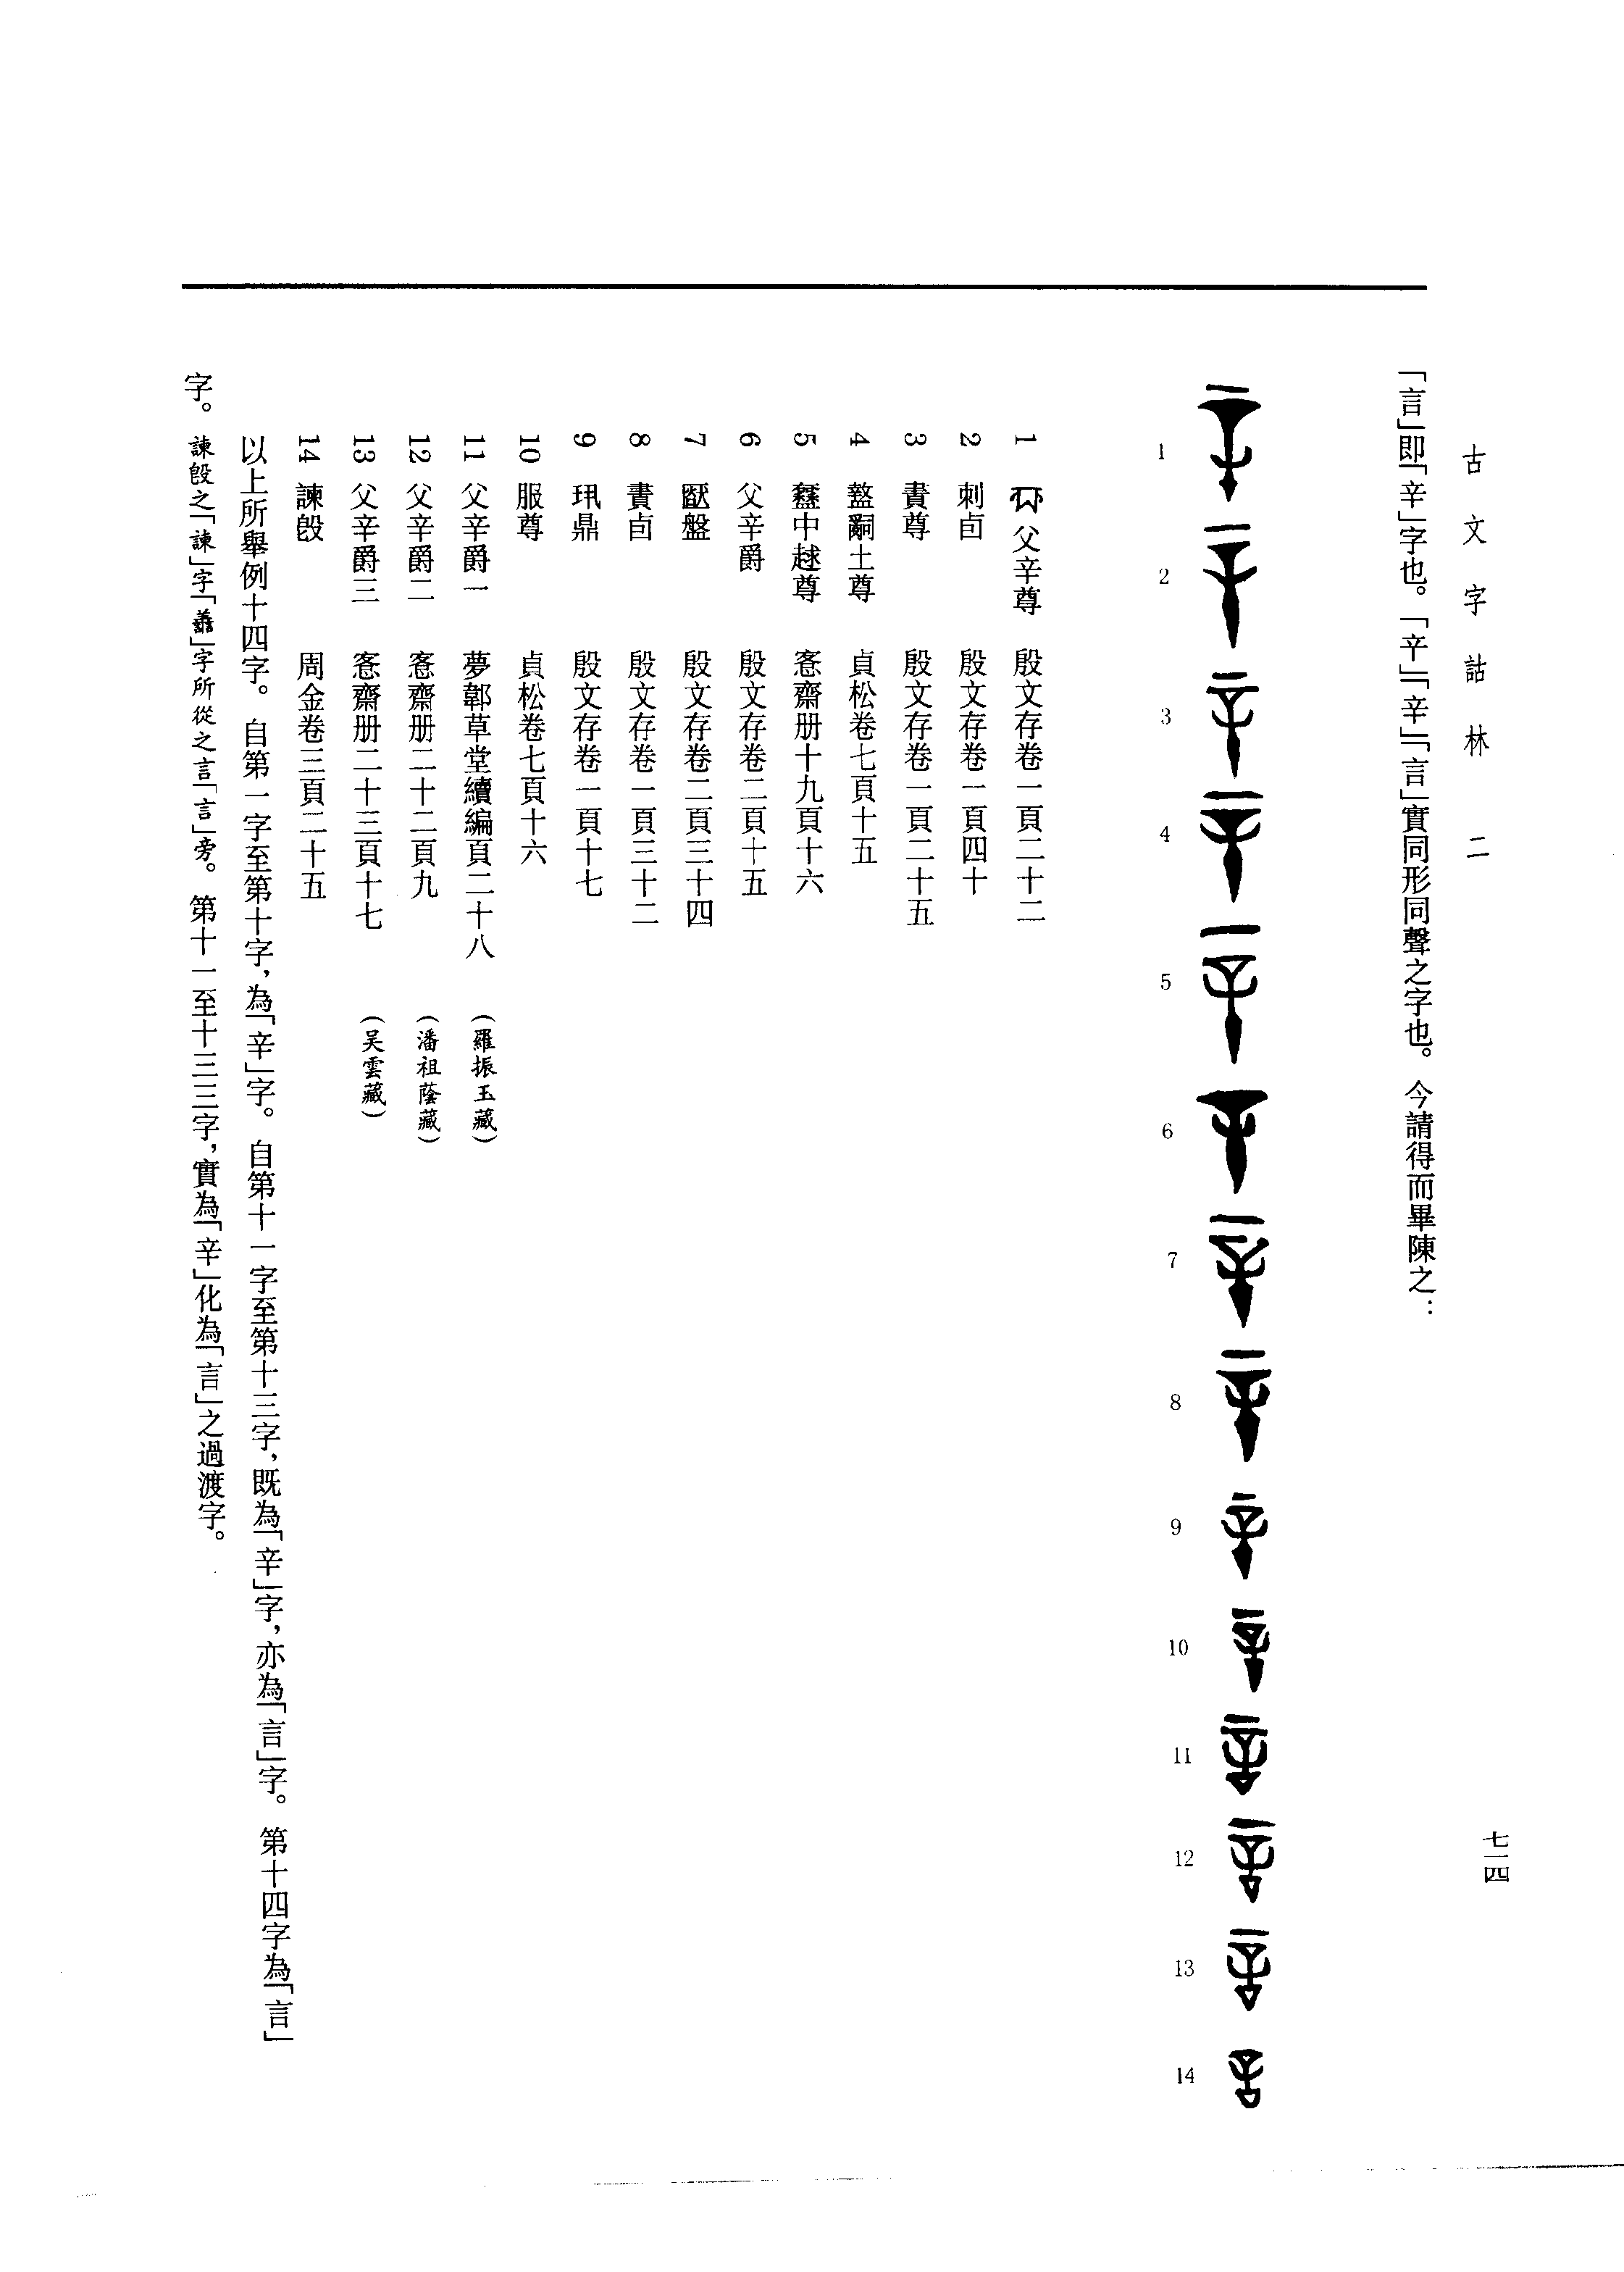 古文字詁林 二
七一四
「言」即「辛」字也。「䇂」「辛」「言」實同形同聲之字也。今請得而畢陳之：
1
2
3
4
5
6
7
8
9
10
11
12
13
14
1 父辛尊 殷文存卷一頁二十二
2 刺卣 殷文存卷一頁四十
3 責尊 殷文存卷一頁二十五
4 盩嗣土尊 貞松卷七頁十五
5 中越尊 愙齋册十九頁十六
6 父辛爵 殷文存卷二頁十五
7 盤 殷文存卷二頁三十四
8 責卣 殷文存卷一頁三十二
9 玬鼎 殷文存卷一頁十七
10 服尊 貞松卷七頁十六
11 父辛爵一 夢郼草堂續編頁二十八 （羅振玉藏）
12 父辛爵二 愙齋册二十二頁九 （潘祖蔭藏）
13 父辛爵三 愙齋册二十三頁十七 （吴雲藏）
14 諫𣪘 周金卷三頁二十五
以上所舉例十四字。自第一字至第十字，為「辛」字。自第十一字至第十三字，既為「辛」字，亦為「言」字。第十四字為「言」
字。諫𣪘之「諫」字「譱」字所從之言「言」旁。第十一至十三三字，實為「辛」化為「言」之過渡字。